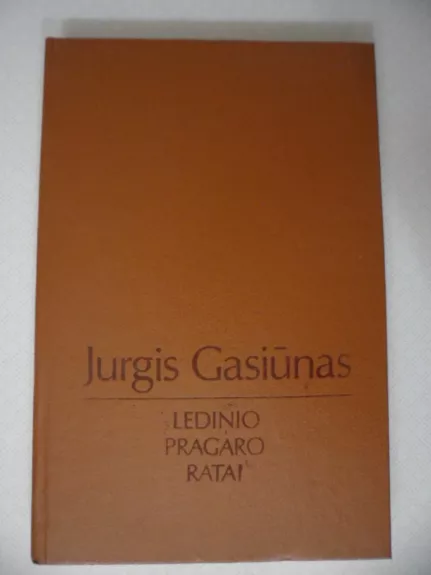 Jurgis Gasiūnas
LEDINIO
PRAGARO
RATAI